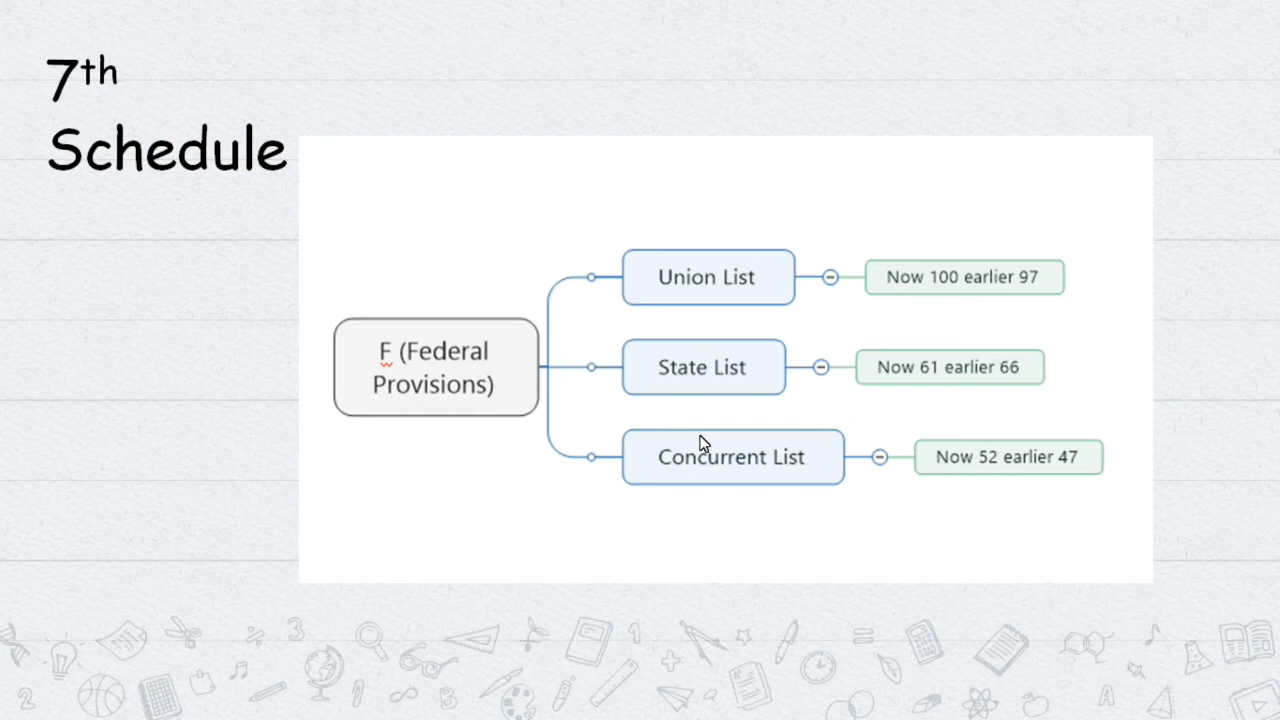 7th
Schedule
F (Federal
Provisions)
Union List
Now 100 earlier 97
State List
Now 61 earlier 66
Concurrent List
Now 52 earlier 47